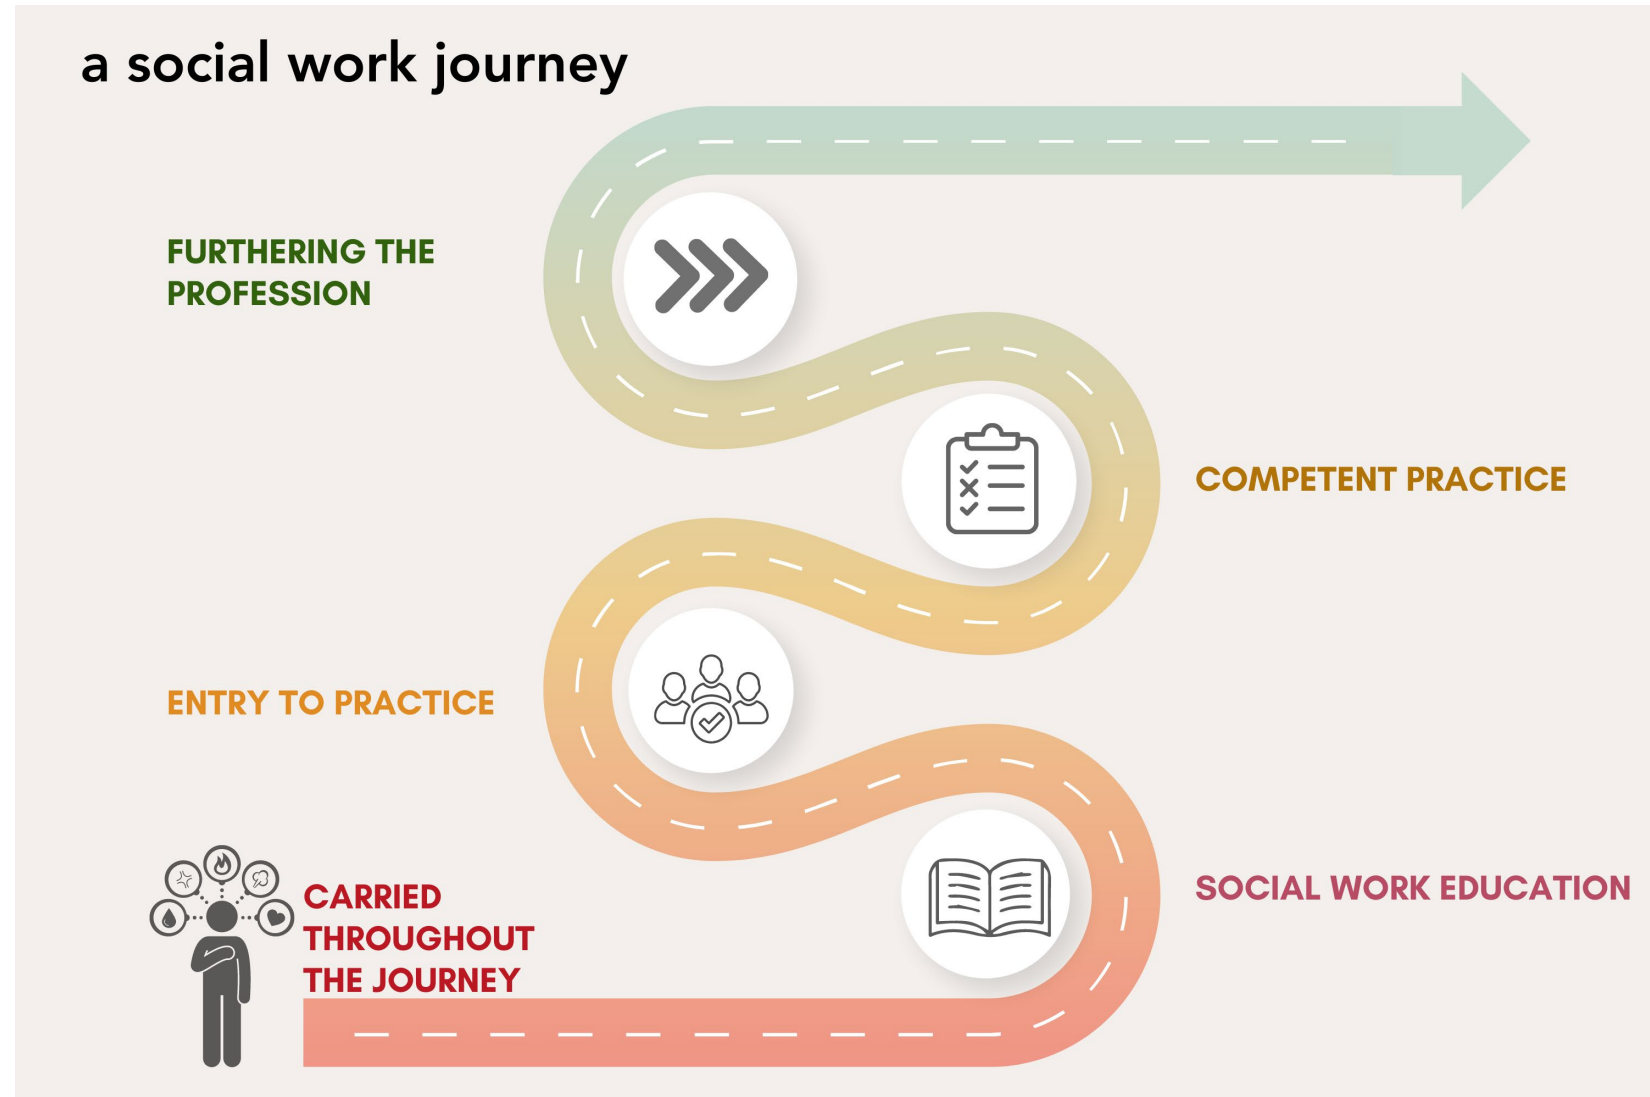 a social work journey
FURTHERING THE
PROFESSION
COMPETENT PRACTICE
ENTRY TO PRACTICE
SOCIAL WORK EDUCATION
CARRIED
THROUGHOUT
THE JOURNEY